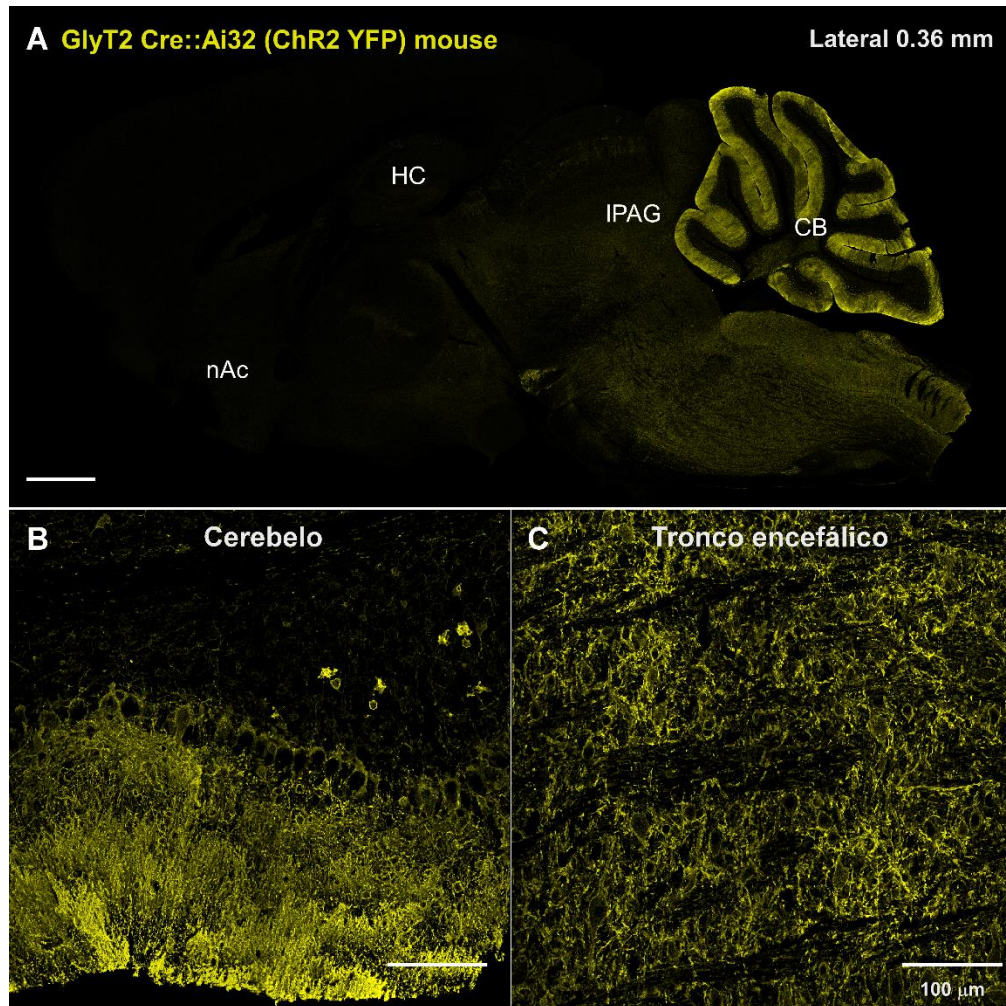 A GlyT2 Cre::Ai32 (ChR2 YFP) mouse
Lateral 0.36 mm
HC
lPAG
CB
nAc
B Cerebelo
C Tronco encefálico
100 μm